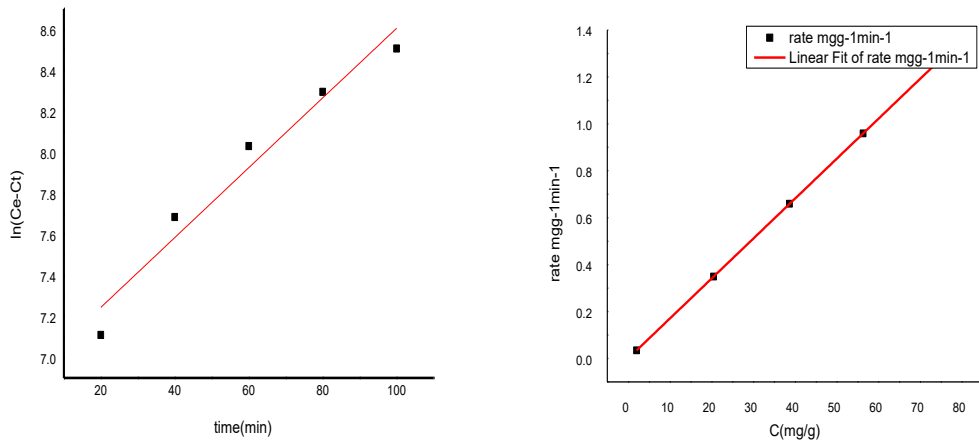 8.6
8.4
8.2
8.0
7.8
7.6
7.4
7.2
7.0
ln(Ce-Ct)
20 40 60 80 100
time(min)
1.4
1.2
1.0
0.8
0.6
0.4
0.2
0.0
rate mgg-1min-1
rate mgg-1min-1
Linear Fit of rate mgg-1min-1
0 10 20 30 40 50 60 70 80
C(mg/g)